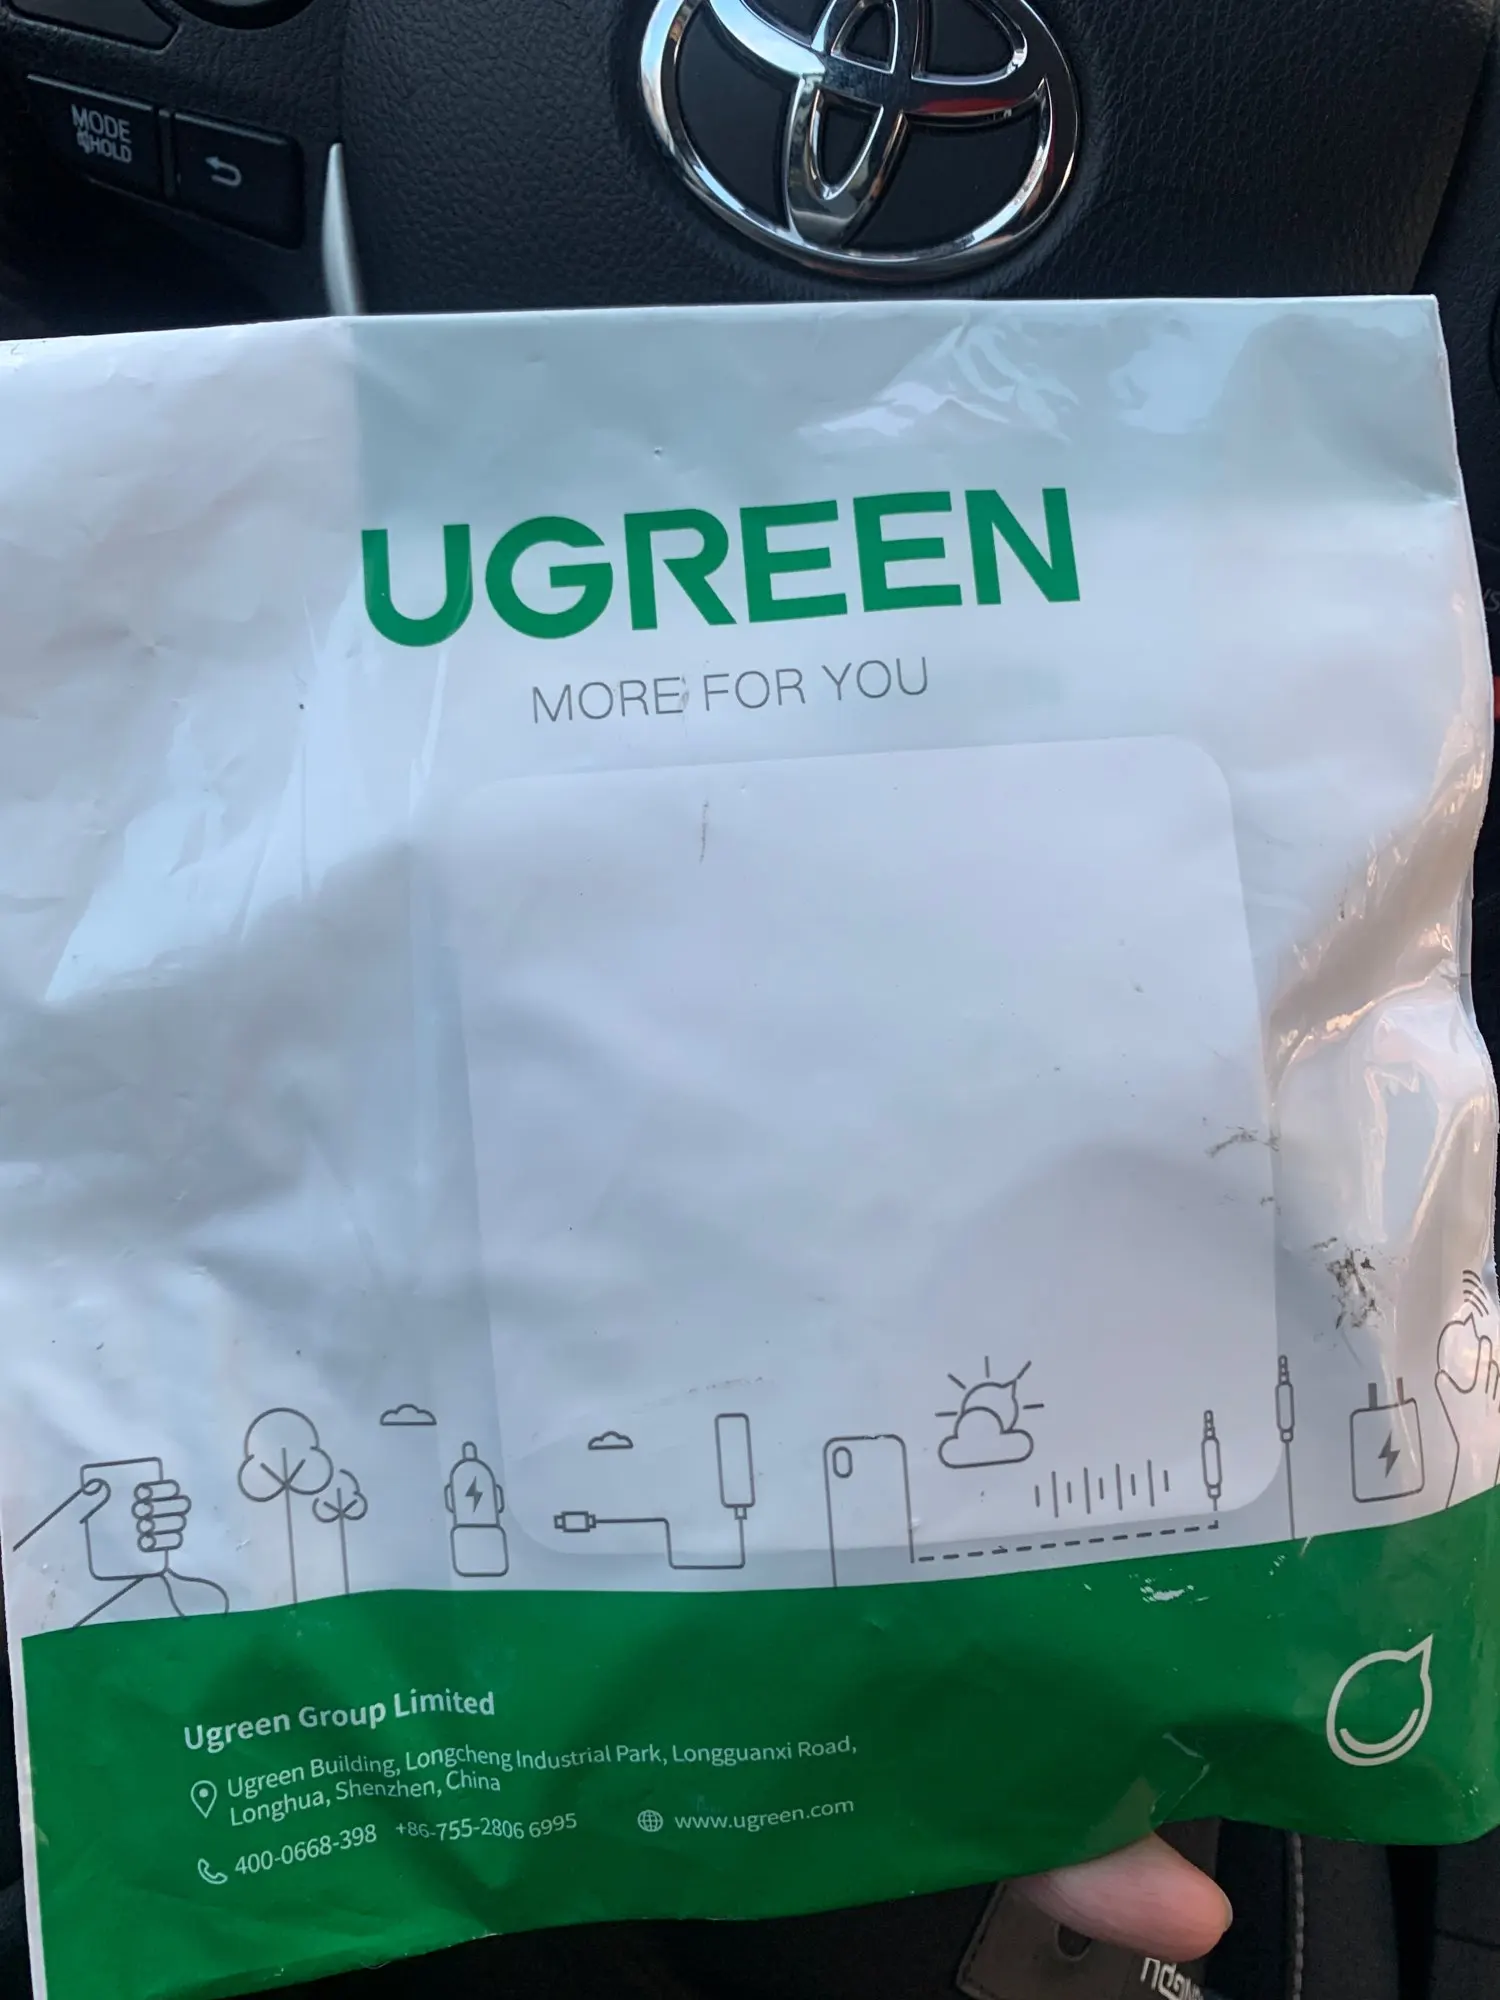 MODE
HOLD
UGREEN
MORE FOR YOU
Ugreen Group Limited
Ugreen Building, Longcheng Industrial Park, Longguanxi Road,
Longhua, Shenzhen, China
400-0668-398 +86-755-2806 6995 www.ugreen.com